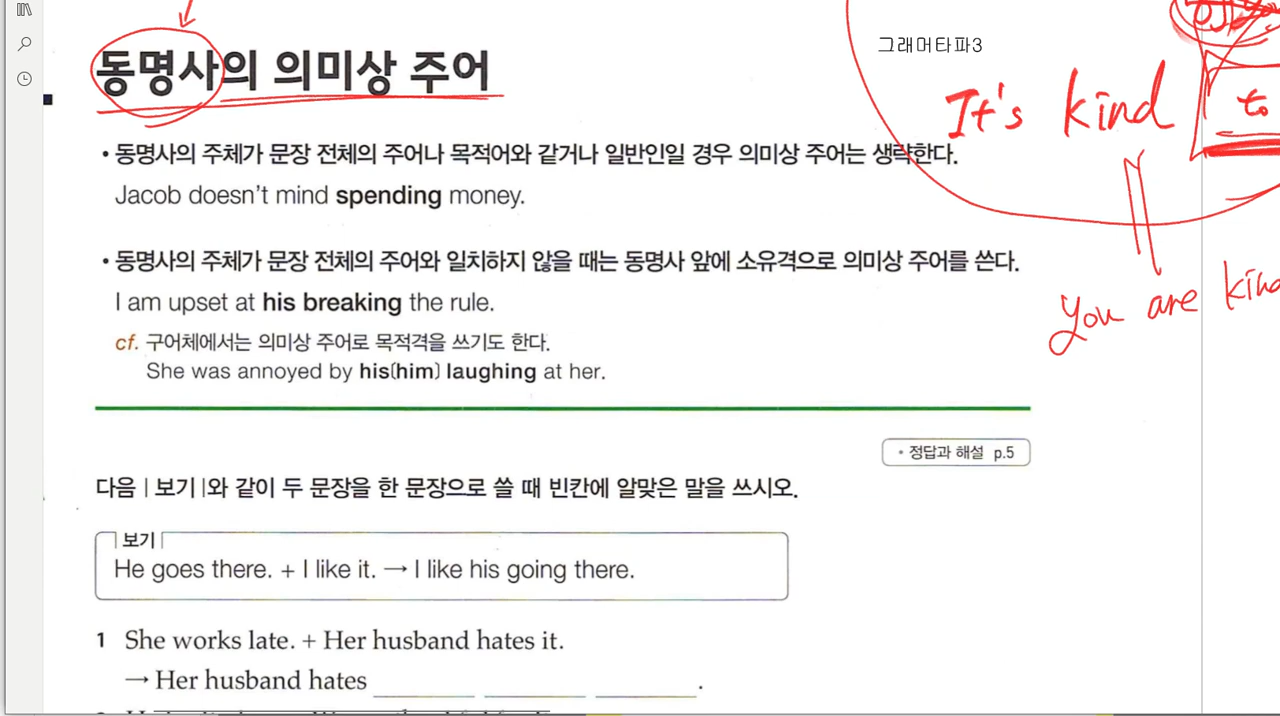 그래머타파3
동명사의 의미상 주어
It's kind to
• 동명사의 주체가 문장 전체의 주어나 목적어와 같거나 일반인일 경우 의미상 주어는 생략한다.
Jacob doesn't mind spending money.
• 동명사의 주체가 문장 전체의 주어와 일치하지 않을 때는 동명사 앞에 소유격으로 의미상 주어를 쓴다.
I am upset at his breaking the rule.
You are kind
cf. 구어체에서는 의미상 주어로 목적격을 쓰기도 한다.
She was annoyed by his(him) laughing at her.
• 정답과 해설 p.5
다음 | 보기 |와 같이 두 문장을 한 문장으로 쓸 때 빈칸에 알맞은 말을 쓰시오.
보기
He goes there. + I like it. → I like his going there.
1 She works late. + Her husband hates it.
→ Her husband hates ______ ______ ______.